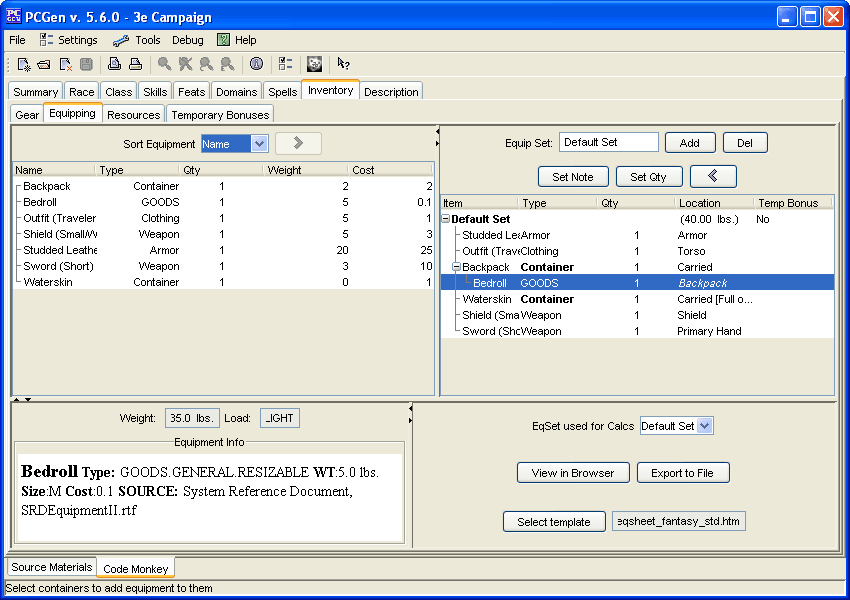 PCGen v. 5.6.0 - 3e Campaign
File Settings Tools Debug Help
Summary Race Class Skills Feats Domains Spells Inventory Description
Gear Equipping Resources Temporary Bonuses
Sort Equipment Name
Name Type Qty Weight Cost
Backpack Container 1 2 2
Bedroll GOODS 1 5 0.1
Outfit (Traveler Clothing 1 5 1
Shield (Small/W Weapon 1 5 3
Studded Leathe Armor 1 20 25
Sword (Short) Weapon 1 3 10
Waterskin Container 1 0 1
Equip Set: Default Set Add Del
Set Note Set Qty
Item Type Qty Location Temp Bonus
Default Set (40.00 lbs.) No
Studded Le Armor 1 Armor
Outfit (Trave Clothing 1 Torso
Backpack Container 1 Carried
Bedroll GOODS 1 Backpack
Waterskin Container 1 Carried [Full o...
Shield (Sma Weapon 1 Shield
Sword (Sho Weapon 1 Primary Hand
Weight: 35.0 lbs. Load: LIGHT
Equipment Info
Bedroll Type: GOODS.GENERAL.RESIZABLE WT:5.0 lbs.
Size:M Cost:0.1 SOURCE: System Reference Document,
SRDEquipmentII.rtf
EqSet used for Calcs Default Set
View in Browser Export to File
Select template eqsheet_fantasy_std.htm
Source Materials Code Monkey
Select containers to add equipment to them